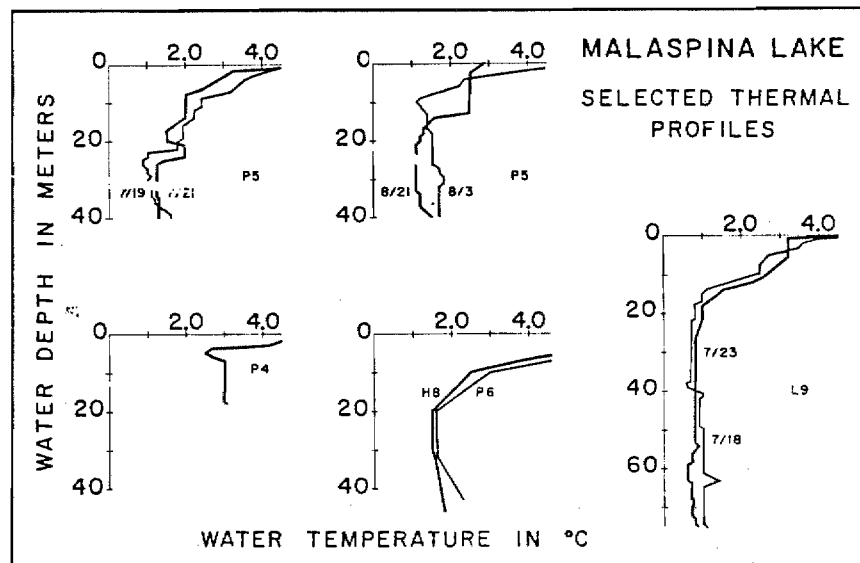 MALASPINA LAKE
SELECTED THERMAL
PROFILES
WATER DEPTH IN METERS
2.0 4.0
0
20
40
7/19 7/21
P5
2.0 4.0
0
20
40
8/21 8/3
P5
2.0 4.0
0
20
40
P4
2.0 4.0
0
20
40
H8 P6
2.0 4.0
0
20
40
60
7/23
7/18
L9
WATER TEMPERATURE IN °C